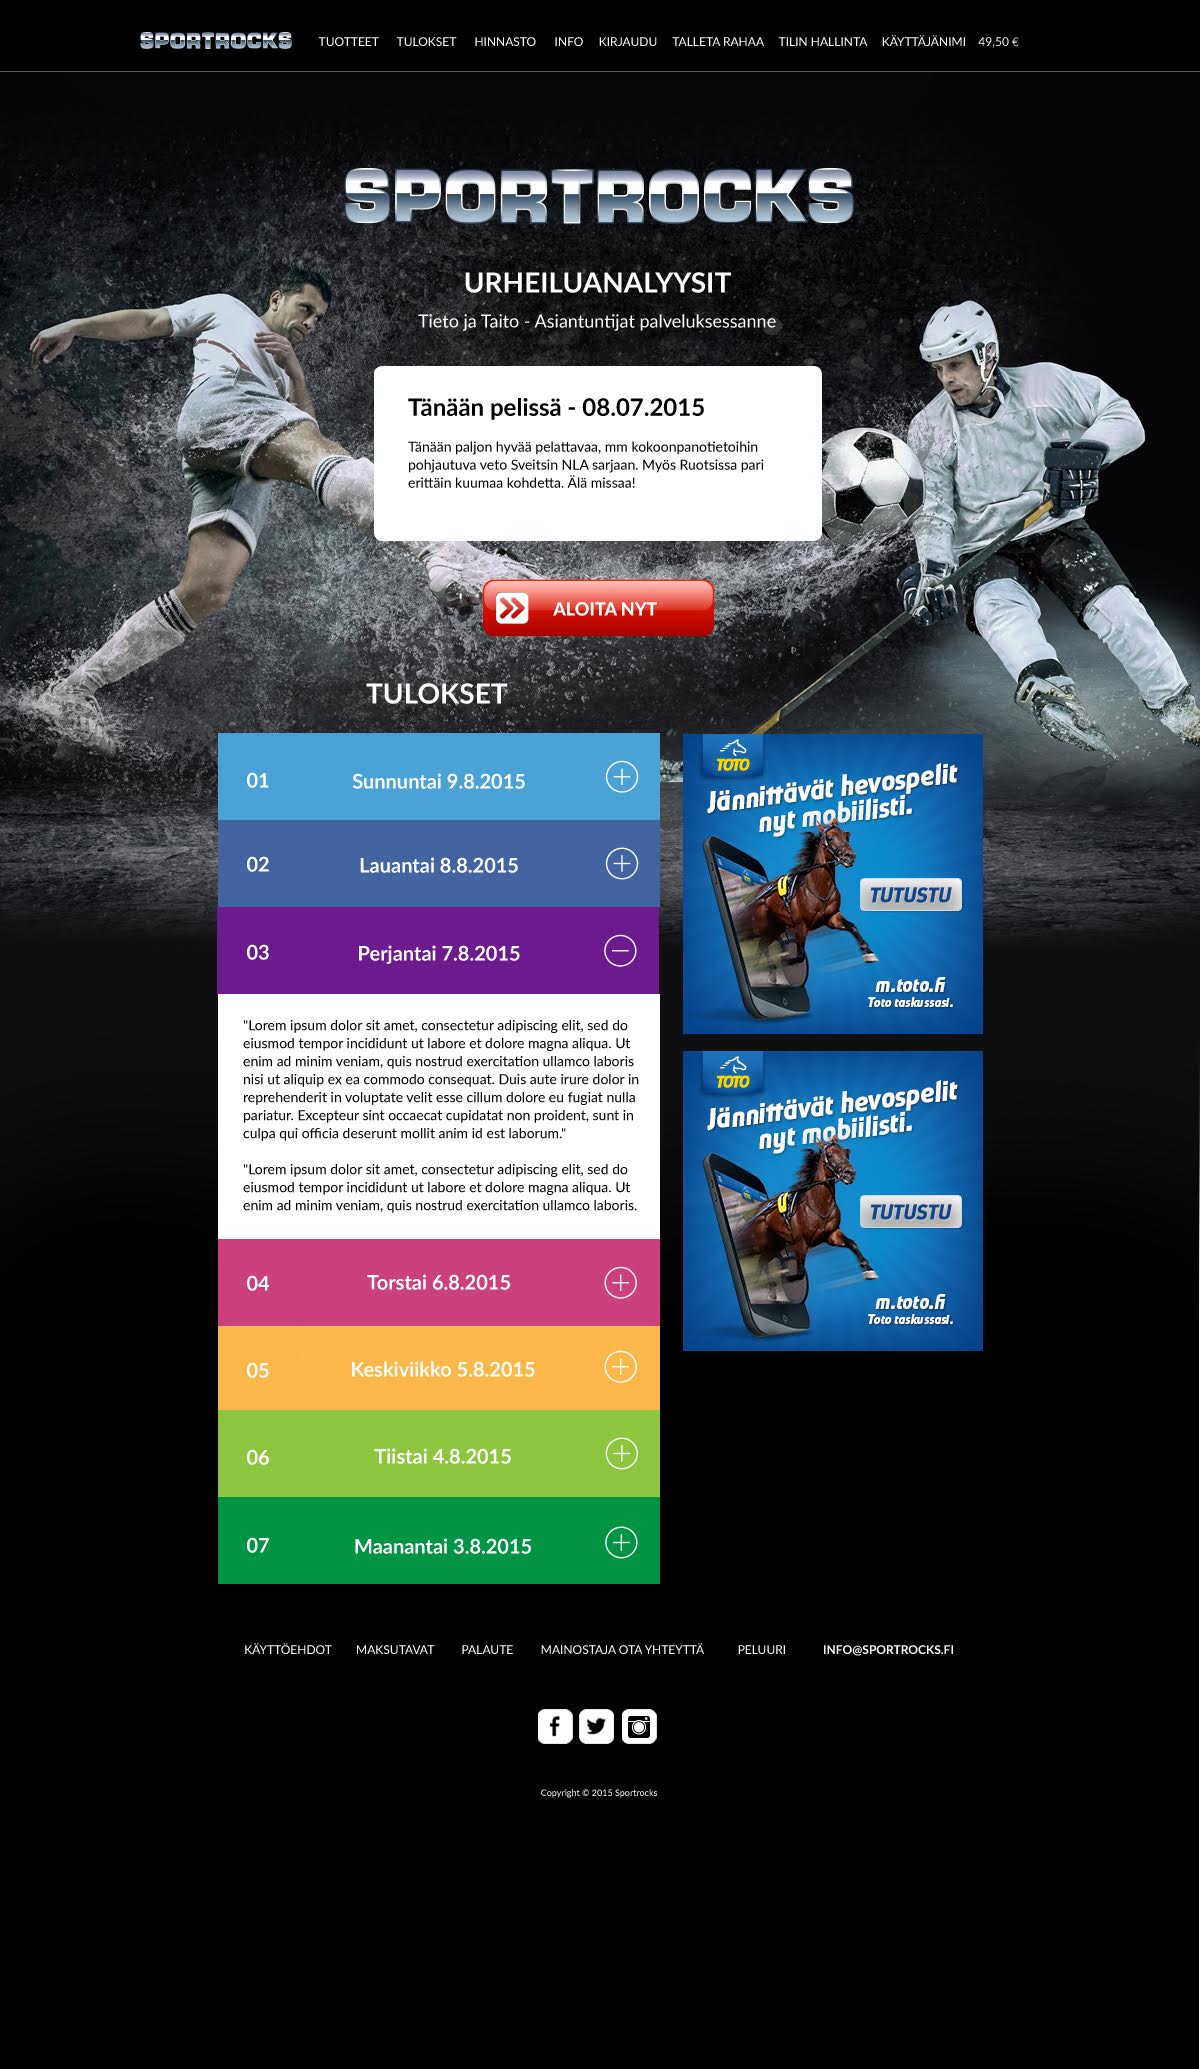 SPORTROCKS TUOTTEET TULOKSET HINNASTO INFO KIRJAUDU TALLETA RAHAA TILIN HALLINTA KÄYTTÄJÄNIMI 49,50 €
SPORTROCKS
URHEILUANALYYSIT
Tieto ja Taito - Asiantuntijat palveluksessanne
Tänään pelissä - 08.07.2015
Tänään paljon hyvää pelattavaa, mm kokoonpanotietoihin
pohjautuva veto Sveitsin NLA sarjaan. Myös Ruotsissa pari
erittäin kuumaa kohdetta. Älä missaa!
ALOITA NYT
TULOKSET
01 Sunnuntai 9.8.2015
02 Lauantai 8.8.2015
03 Perjantai 7.8.2015
"Lorem ipsum dolor sit amet, consectetur adipiscing elit, sed do
eiusmod tempor incididunt ut labore et dolore magna aliqua. Ut
enim ad minim veniam, quis nostrud exercitation ullamco laboris
nisi ut aliquip ex ea commodo consequat. Duis aute irure dolor in
reprehenderit in voluptate velit esse cillum dolore eu fugiat nulla
pariatur. Excepteur sint occaecat cupidatat non proident, sunt in
culpa qui officia deserunt mollit anim id est laborum."
"Lorem ipsum dolor sit amet, consectetur adipiscing elit, sed do
eiusmod tempor incididunt ut labore et dolore magna aliqua. Ut
enim ad minim veniam, quis nostrud exercitation ullamco laboris.
04 Torstai 6.8.2015
05 Keskiviikko 5.8.2015
06 Tiistai 4.8.2015
07 Maanantai 3.8.2015
TOTO
Jännittävät hevospelit
nyt mobiilisti.
TUTUSTU
m.toto.fi
Toto taskussasi.
TOTO
Jännittävät hevospelit
nyt mobiilisti.
TUTUSTU
m.toto.fi
Toto taskussasi.
KÄYTTÖEHDOT MAKSUTAVAT PALAUTE MAINOSTAJA OTA YHTEYTTÄ PELUURI INFO@SPORTROCKS.FI
Copyright © 2015 Sportrocks